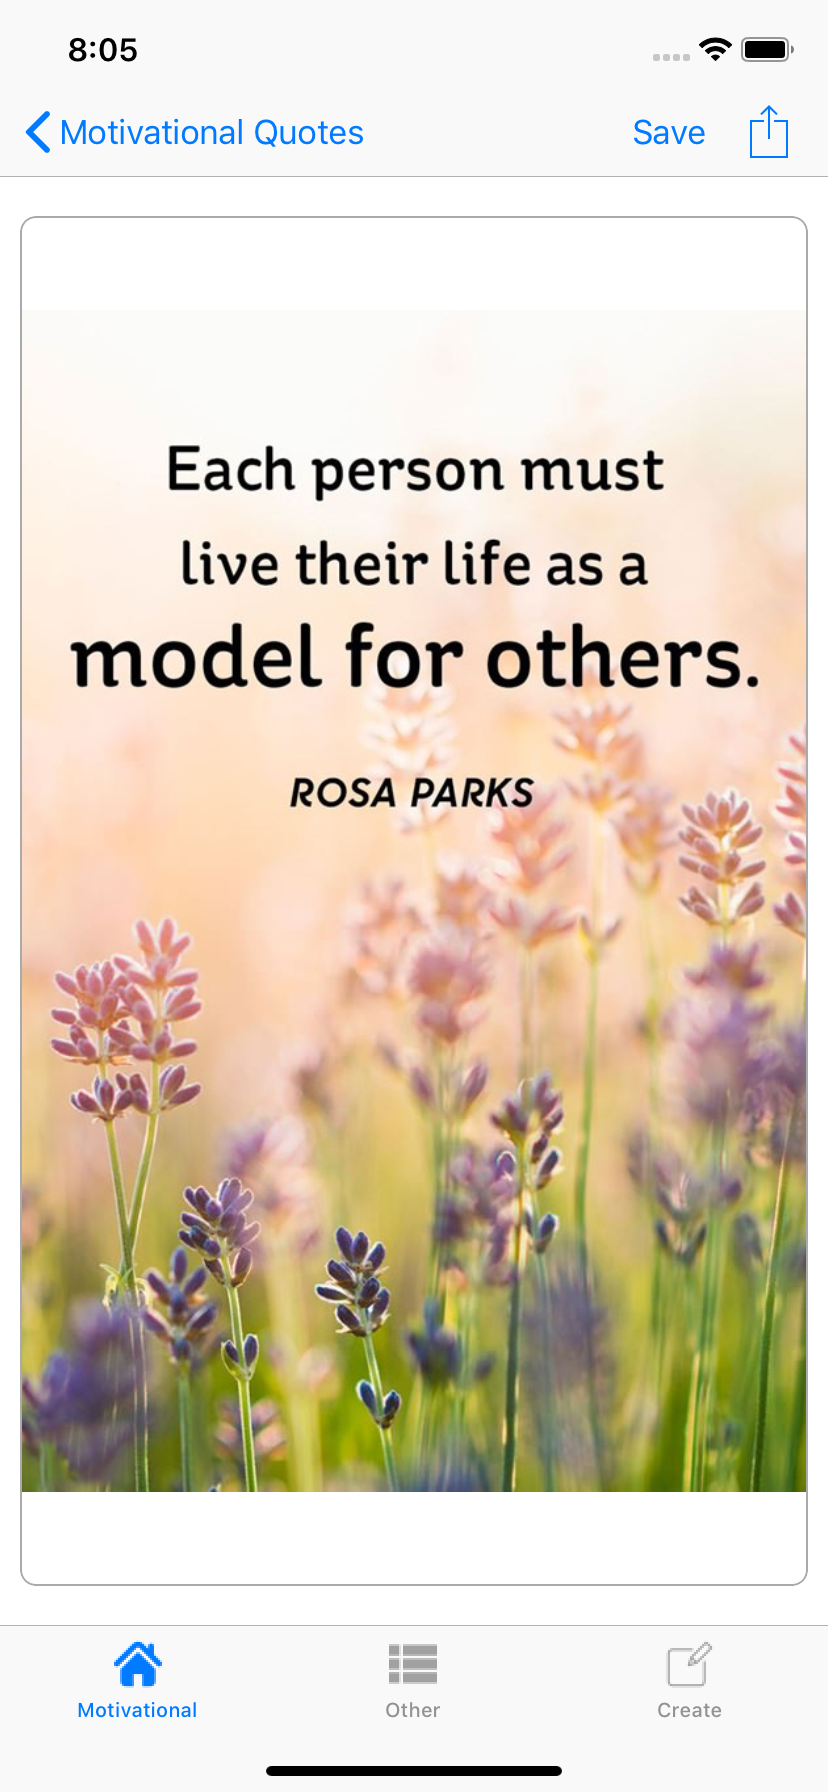 8:05
Motivational Quotes Save
Each person must
live their life as a
model for others.
ROSA PARKS
Motivational Other Create